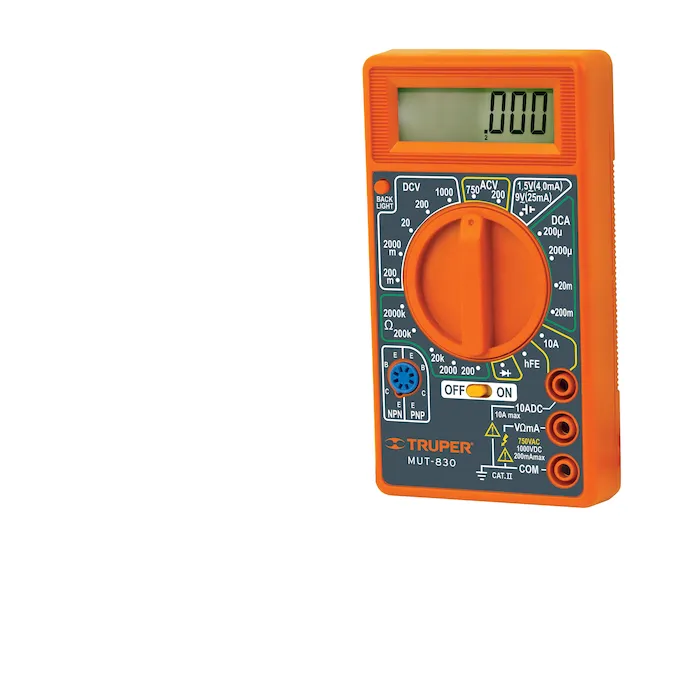 .000
BACK
LIGHT
DCV
1000
200
20
2000
m
200
m
750
ACV
200
1,5V(4,0mA)
9V(25mA)
DCA
200µ
2000µ
20m
200m
10A
hFE
2000k
Ω
200k
20k
2000
200
OFF
ON
E
E
B
B
C
C
E
E
NPN
PNP
10ADC
10A max
VΩmA
750VAC
1000VDC
200mAmax
COM
CAT.II
TRUPER®
MUT-830